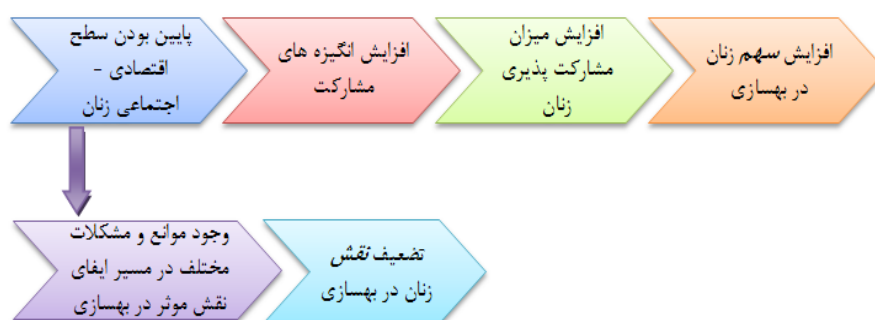 پایین بودن سطح
اقتصادی -
اجتماعی زنان
افزایش انگیزه های
مشارکت
افزایش میزان
مشارکت پذیری
زنان
افزایش سهم زنان
در بهسازی
وجود موانع و مشکلات
مختلف در مسیر ایفای
نقش موثر در بهسازی
تضعیف نقش
زنان در بهسازی